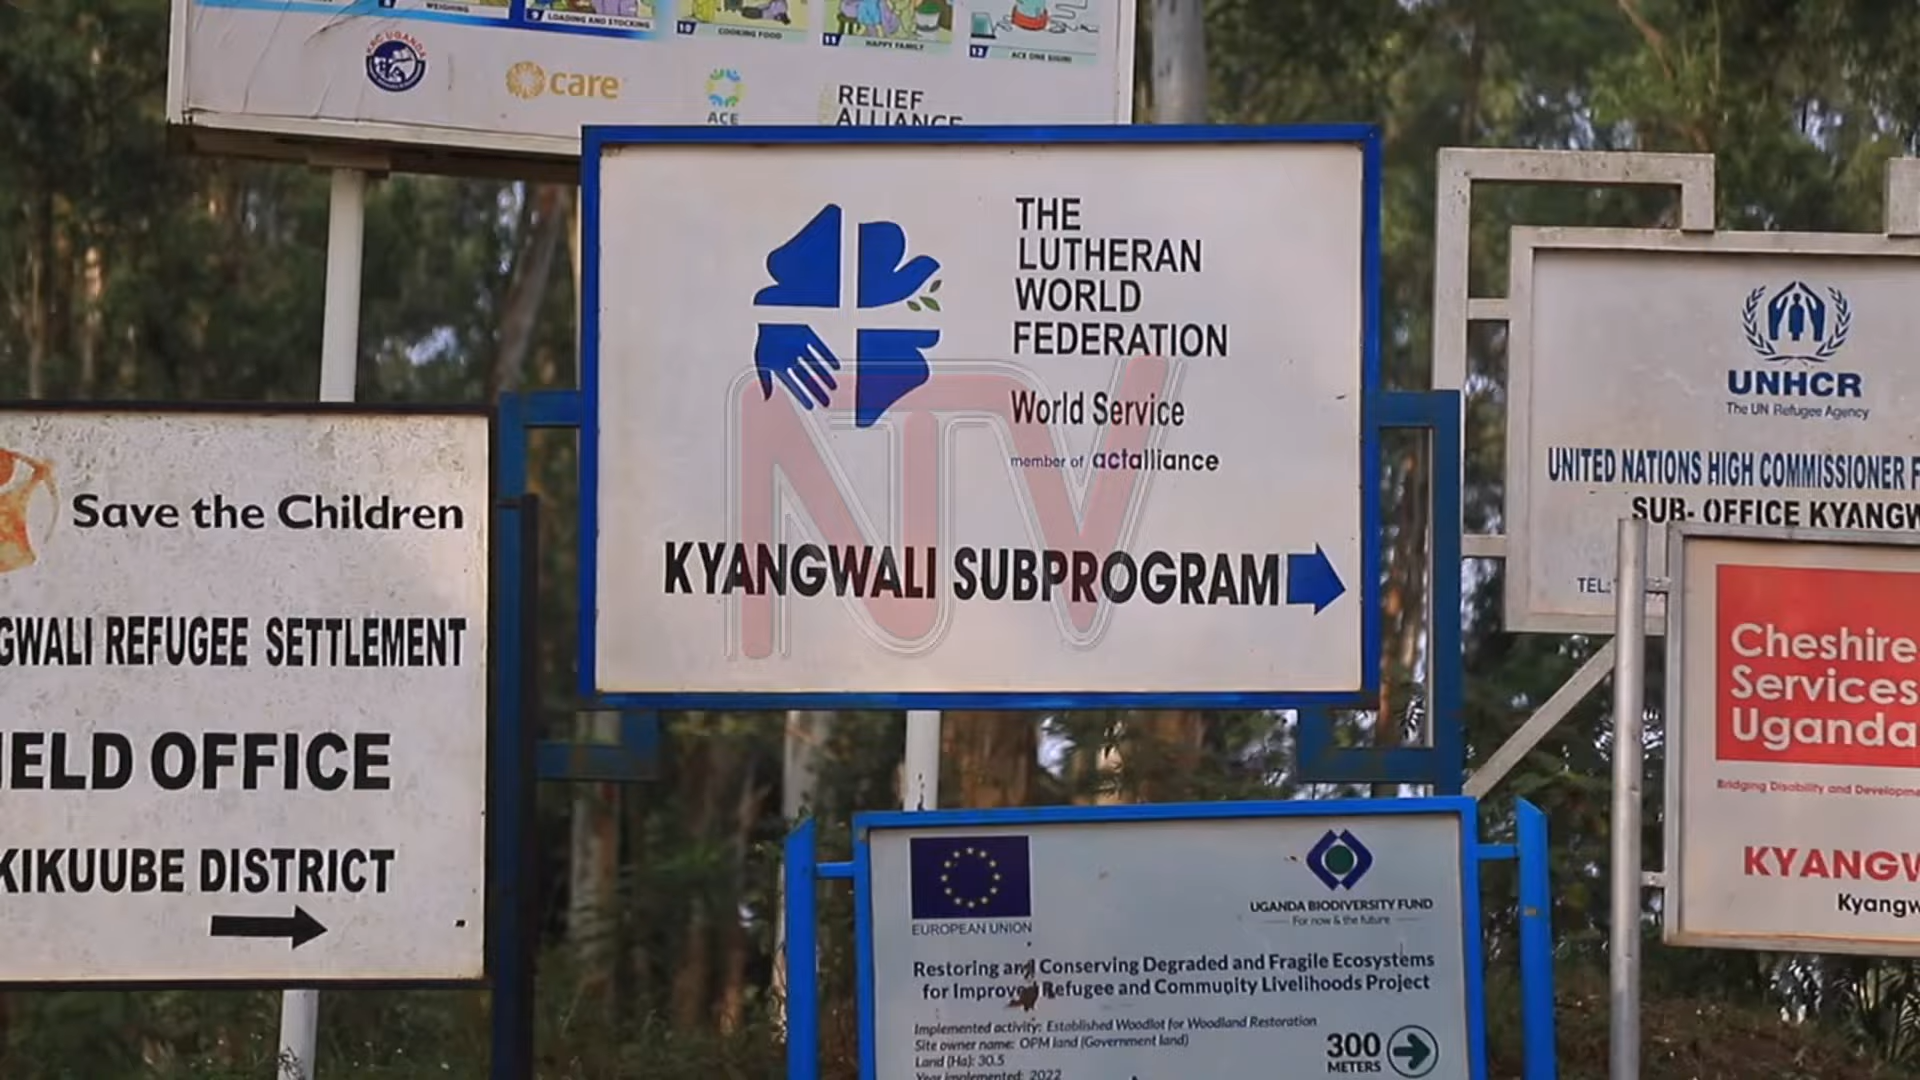 WEIGHING
9 LOADING AND STOCKING
10 COOKING FOOD
11 HAPPY FAMILY
12 ACE ONE BIGINI
care
ACE
RELIEF
ALLIANCE
THE
LUTHERAN
WORLD
FEDERATION
World Service
member of actalliance
KYANGWALI SUBPROGRAM
NTV
UNHCR
The UN Refugee Agency
UNITED NATIONS HIGH COMMISSIONER F
SUB- OFFICE KYANGW
TEL:
Save the Children
GWALI REFUGEE SETTLEMENT
IELD OFFICE
KIKUUBE DISTRICT
Cheshire
Services
Uganda
Bridging Disability and Developme
KYANGW
Kyangw
EUROPEAN UNION
UGANDA BIODIVERSITY FUND
For now & the future
Restoring and Conserving Degraded and Fragile Ecosystems
for Improved Refugee and Community Livelihoods Project
Implemented activity: Established Woodlot for Woodland Restoration
Site owner name: OPM land (Government land)
Land (Ha): 30.5
Year implemented: 2022
300
METERS